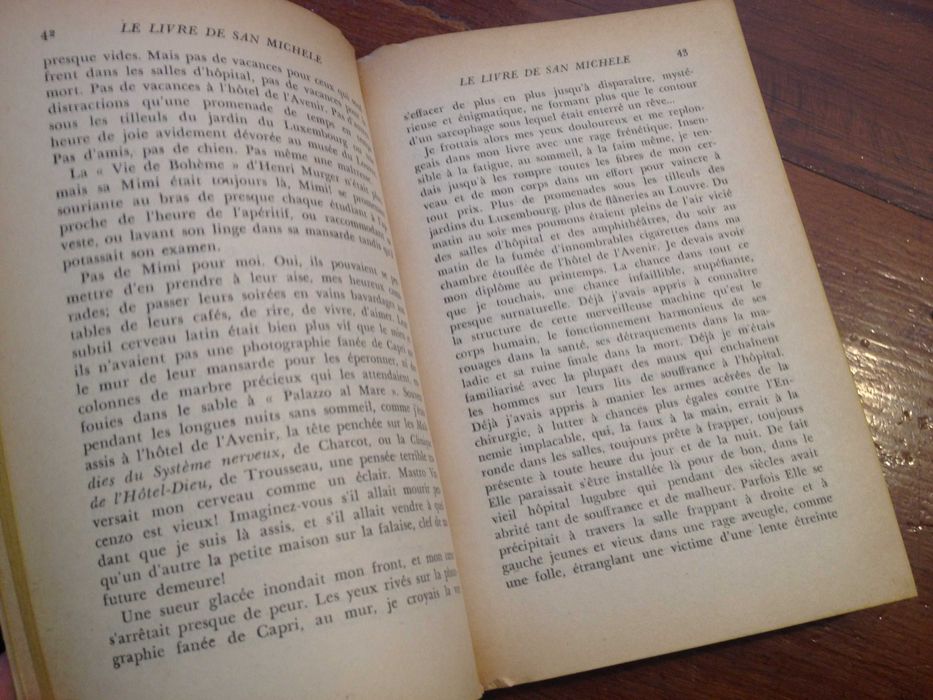 42 LE LIVRE DE SAN MICHELE
presque vides. Mais pas de vacances pour ceux qui
frent dans les salles d'hôpital, pas de vacances pour
mort. Pas de vacances à l'hôtel de l'Avenir. Pas d'
distractions qu'une promenade de temps en
sous les tilleuls du jardin du Luxembourg ou
heure de joie avidement dévorée au musée du Louvre
Pas d'amis, pas de chien. Pas même une maîtresse
La « Vie de Bohème » d'Henri Murger n'était
mais sa Mimi était toujours là, Mimi! se
souriante au bras de presque chaque étudiant à
proche de l'heure de l'apéritif, ou raccommodant
veste, ou lavant son linge dans sa mansarde tandis qu'il
potassait son examen.
Pas de Mimi pour moi. Oui, ils pouvaient se
mettre d'en prendre à leur aise, mes heureux
rades; de passer leurs soirées en vains bavardages
tables de leurs cafés, de rire, de vivre, d'aimer. Leur
subtil cerveau latin était bien plus vif que le mien
ils n'avaient pas une photographie fanée de Capri
le mur de leur mansarde pour les éperonner, ni
colonnes de marbre précieux qui les attendaient,
fouies dans le sable à « Palazzo al Mare ».
pendant les longues nuits sans sommeil, comme
assis à l'hôtel de l'Avenir, la tête penchée sur les
dies du Système nerveux, de Charcot, ou la
de l'Hôtel-Dieu, de Trousseau, une pensée terrible
versait mon cerveau comme un éclair. Mastro
cenzo est vieux! Imaginez-vous s'il allait mourir
dant que je suis là assis, et s'il allait vendre à
qu'un d'autre la petite maison sur la falaise, clef de
future demeure!
Une sueur glacée inondait mon front, et mon
s'arrêtait presque de peur. Les yeux rivés sur la
graphie fanée de Capri, au mur, je croyais la
LE LIVRE DE SAN MICHELE 43
s'effacer de plus en plus jusqu'à disparaître, mysté-
rieuse et énigmatique, ne formant plus que le contour
d'un sarcophage sous lequel était enterré un rêve...
Je frottais alors mes yeux douloureux et me replon-
geais dans mon livre avec une rage frénétique. Insen-
sible à la fatigue, au sommeil, à la faim même, je ten-
dais jusqu'à les rompre toutes les fibres de mon cer-
veau et de mon corps dans un effort pour vaincre à
tout prix. Plus de promenades sous les tilleuls des
jardins du Luxembourg, plus de flâneries au Louvre. Du
matin au soir mes poumons étaient pleins de l'air vicié
des salles d'hôpital et des amphithéâtres, du soir au
matin de la fumée d'innombrables cigarettes dans ma
chambre étouffée de l'hôtel de l'Avenir. Je devais avoir
mon diplôme au printemps. La chance dans tout ce
que je touchais, une chance infaillible, stupéfiante,
presque surnaturelle. Déjà j'avais appris à connaître
la structure de cette merveilleuse machine qu'est le
corps humain, le fonctionnement harmonieux de ses
rouages dans la santé, ses détraquements dans la ma-
ladie et sa ruine finale dans la mort. Déjà je m'étais
familiarisé avec la plupart des maux qui enchaînent
les hommes sur leurs lits de souffrance à l'hôpital.
Déjà j'avais appris à manier les armes acérées de la
chirurgie, à lutter à chances plus égales contre l'En-
nemie implacable, qui, la faux à la main, errait à la
ronde dans les salles, toujours prête à frapper, toujours
présente à toute heure du jour et de la nuit. De fait
Elle paraissait s'être installée là pour de bon, dans le
vieil hôpital lugubre qui pendant des siècles avait
abrité tant de souffrance et de malheur. Parfois Elle se
précipitait à travers la salle frappant à droite et à
gauche jeunes et vieux dans une rage aveugle, comme
une folle, étranglant une victime d'une lente étreinte